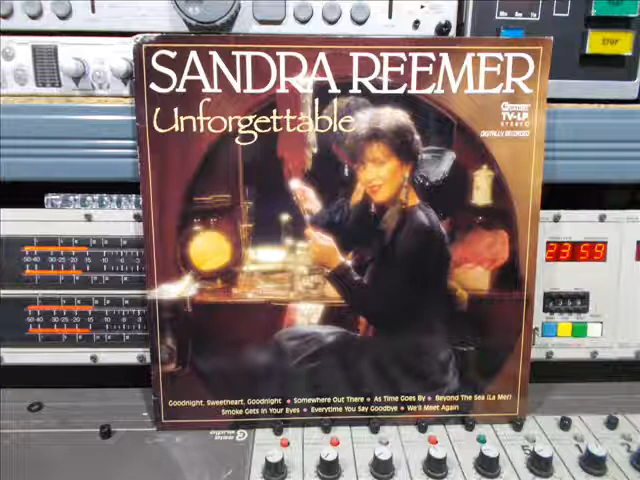 SANDRA REEMER
Unforgettable
TV-LP
STEREO
DIGITALLY RECORDED
Goodnight, Sweetheart, Goodnight • Somewhere Out There • As Time Goes By • Beyond The Sea (La Mer)
Smoke Gets In Your Eyes • Everytime You Say Goodbye • We'll Meet Again
23 59